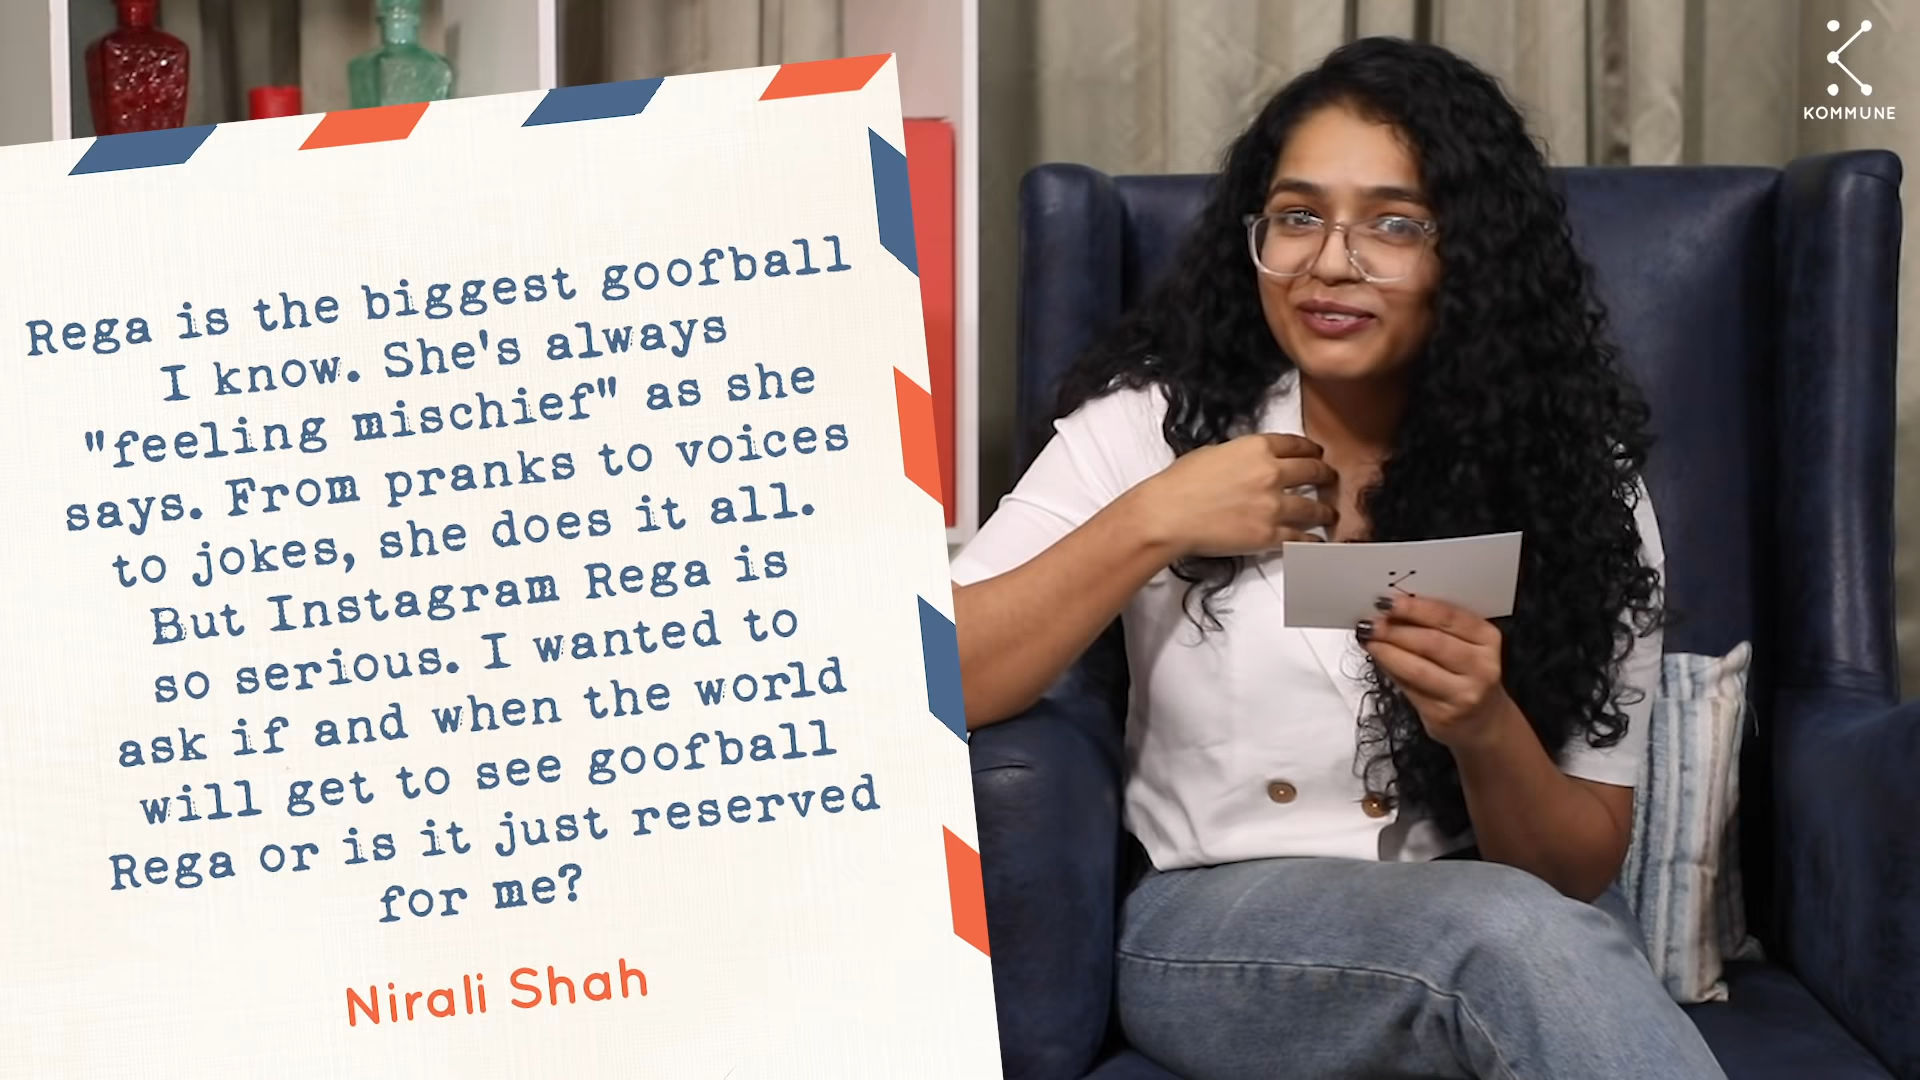 Rega is the biggest goofball
I know. She's always
"feeling mischief" as she
says. From pranks to voices
to jokes, she does it all.
But Instagram Rega is
so serious. I wanted to
ask if and when the world
will get to see goofball
Rega or is it just reserved
for me?
Nirali Shah
KOMMUNE